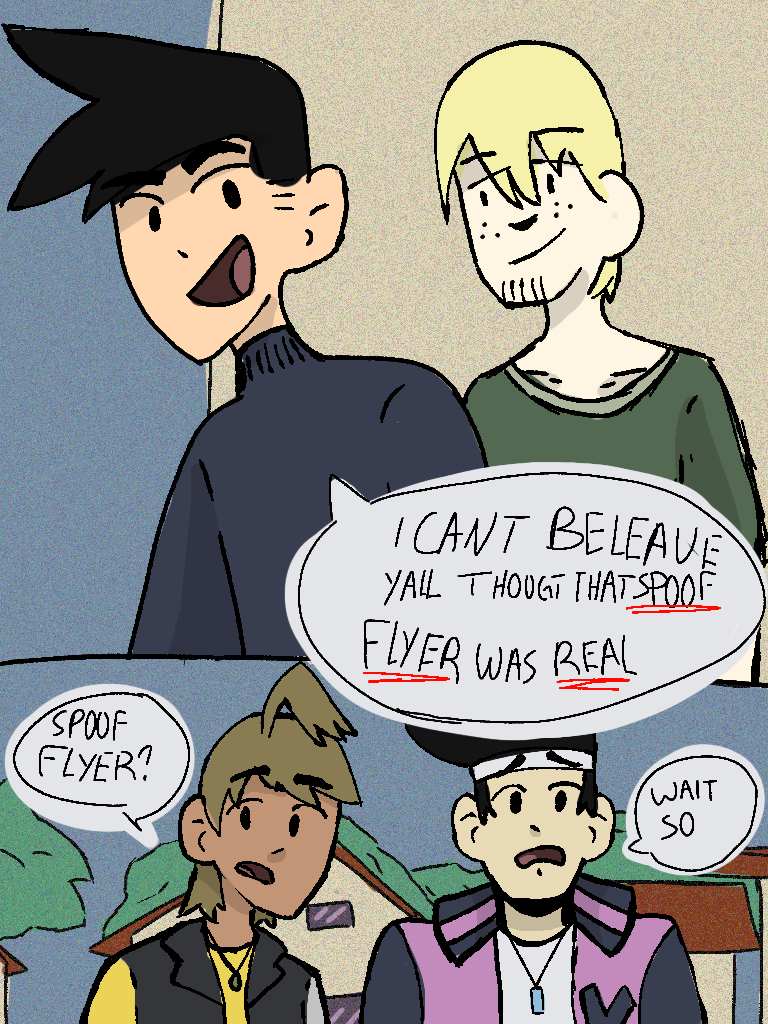 I CANT BELEAVE
YALL THOUGT THAT SPOOF
FLYER WAS REAL
SPOOF
FLYER?
WAIT
SO
Y